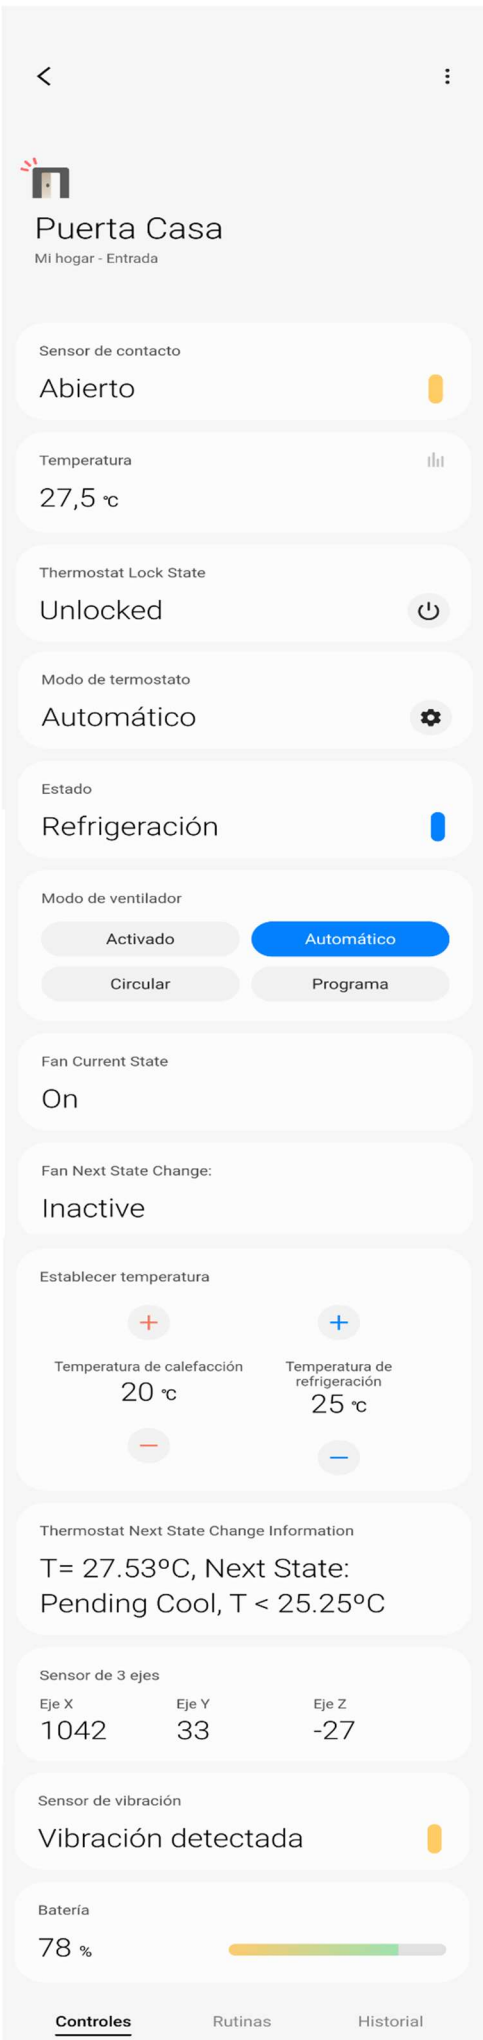 Puerta Casa
Mi hogar - Entrada
Sensor de contacto
Abierto
Temperatura
27,5 °C
Thermostat Lock State
Unlocked
Modo de termostato
Automático
Estado
Refrigeración
Modo de ventilador
Activado
Automático
Circular
Programa
Fan Current State
On
Fan Next State Change:
Inactive
Establecer temperatura
Temperatura de calefacción
20 °C
Temperatura de
refrigeración
25 °C
Thermostat Next State Change Information
T= 27.53ºC, Next State:
Pending Cool, T < 25.25ºC
Sensor de 3 ejes
Eje X Eje Y Eje Z
1042 33 -27
Sensor de vibración
Vibración detectada
Batería
78 %
Controles Rutinas Historial